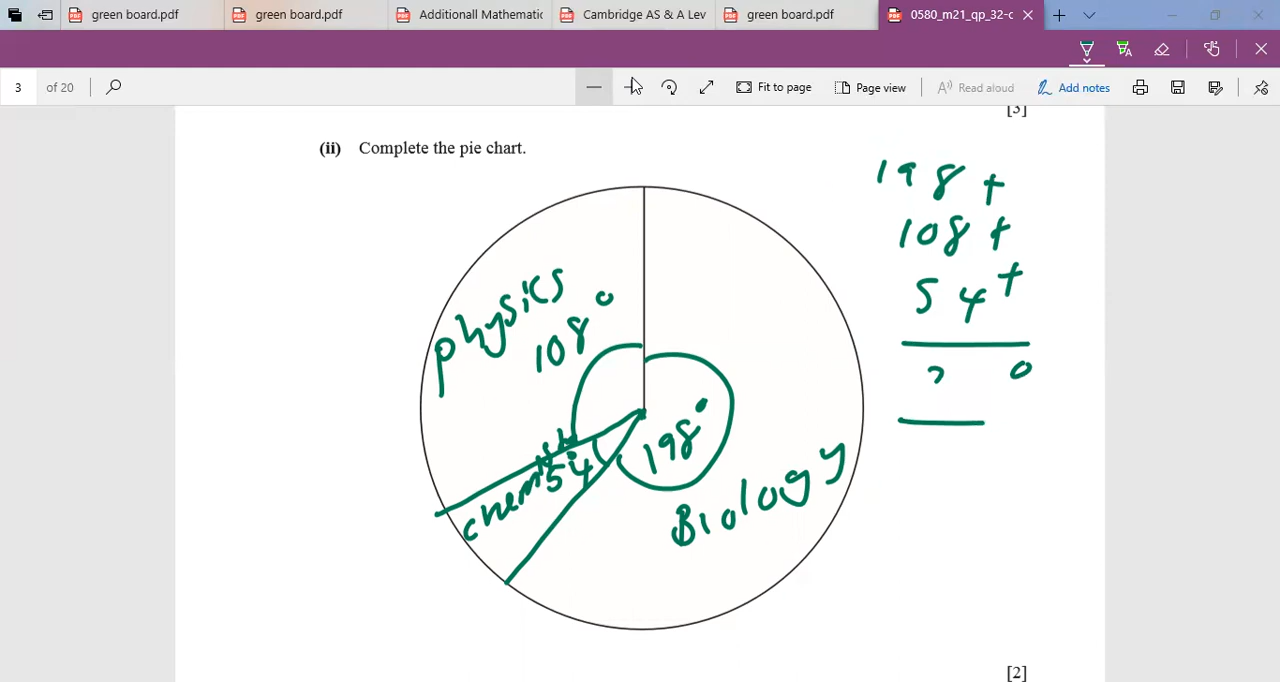 green board.pdf
green board.pdf
Additionall Mathematic
Cambridge AS & A Lev
green board.pdf
0580_m21_qp_32-c
3 of 20
Fit to page
Page view
Read aloud
Add notes
[3]
(ii) Complete the pie chart.
198+
108+
54+
0
physics
108°
chemistry
54
198°
Biology
[2]